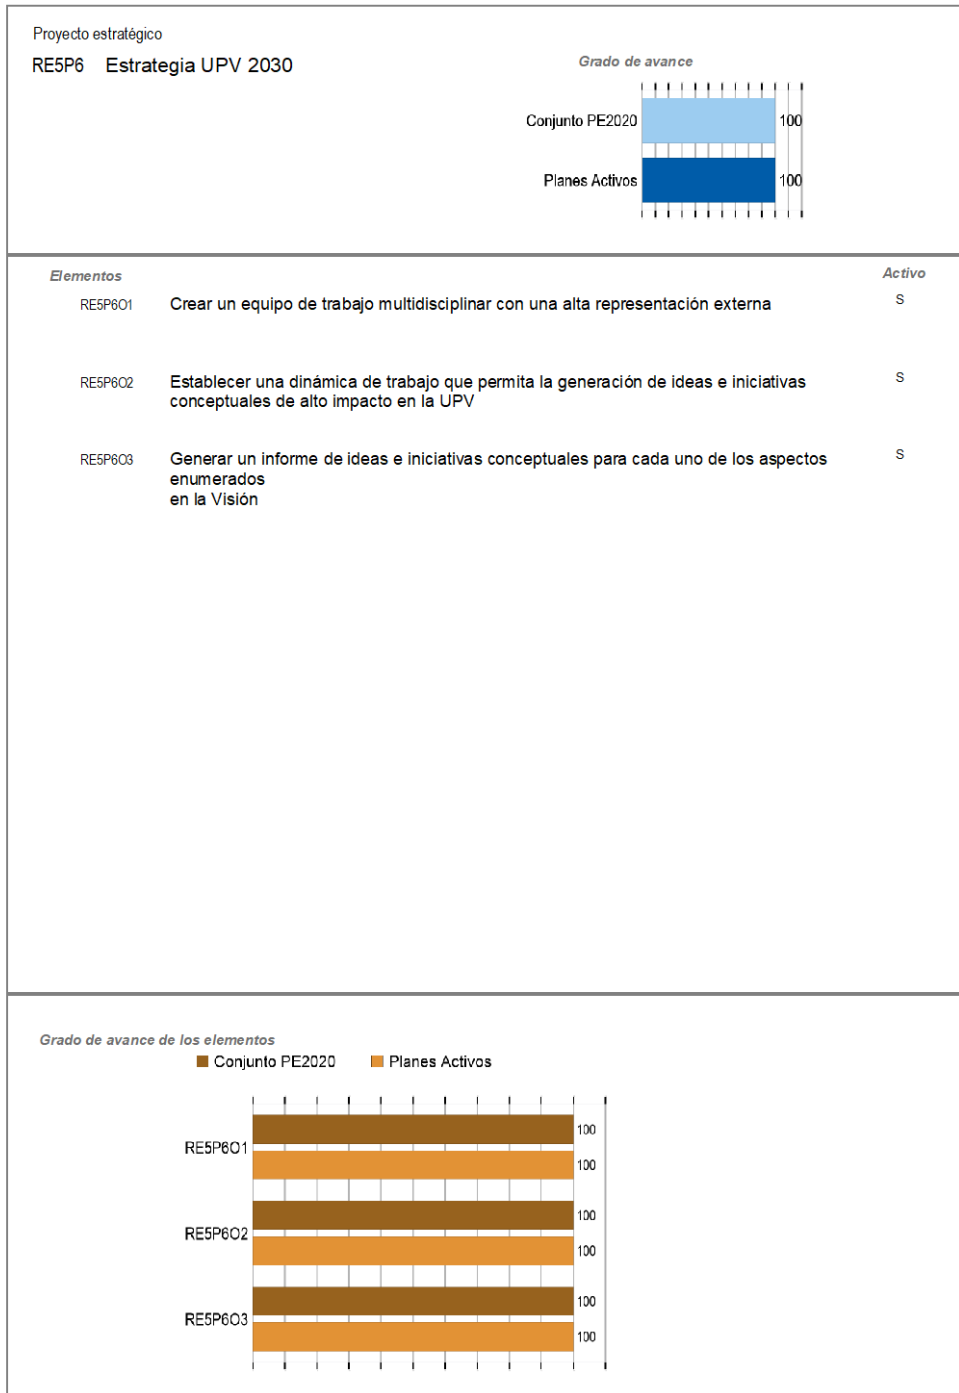 Proyecto estratégico
RE5P6 Estrategia UPV 2030
Grado de avance
Conjunto PE2020 100
Planes Activos 100
Elementos Activo
RE5P6O1 Crear un equipo de trabajo multidisciplinar con una alta representación externa S
RE5P6O2 Establecer una dinámica de trabajo que permita la generación de ideas e iniciativas S
conceptuales de alto impacto en la UPV
RE5P6O3 Generar un informe de ideas e iniciativas conceptuales para cada uno de los aspectos S
enumerados
en la Visión
Grado de avance de los elementos
Conjunto PE2020 Planes Activos
RE5P6O1 100
100
RE5P6O2 100
100
RE5P6O3 100
100